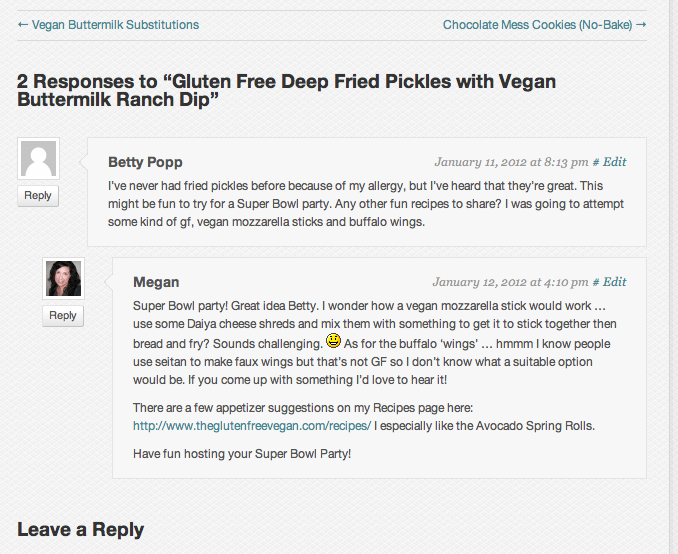 ← Vegan Buttermilk Substitutions
Chocolate Mess Cookies (No-Bake) →
2 Responses to “Gluten Free Deep Fried Pickles with Vegan
Buttermilk Ranch Dip”
Betty Popp
January 11, 2012 at 8:13 pm # Edit
Reply
I've never had fried pickles before because of my allergy, but I've heard that they're great. This
might be fun to try for a Super Bowl party. Any other fun recipes to share? I was going to attempt
some kind of gf, vegan mozzarella sticks and buffalo wings.
Megan
January 12, 2012 at 4:10 pm # Edit
Reply
Super Bowl party! Great idea Betty. I wonder how a vegan mozzarella stick would work …
use some Daiya cheese shreds and mix them with something to get it to stick together then
bread and fry? Sounds challenging. As for the buffalo ‘wings’ … hmmm I know people
use seitan to make faux wings but that’s not GF so I don’t know what a suitable option
would be. If you come up with something I’d love to hear it!
There are a few appetizer suggestions on my Recipes page here:
http://www.theglutenfreevegan.com/recipes/ I especially like the Avocado Spring Rolls.
Have fun hosting your Super Bowl Party!
Leave a Reply